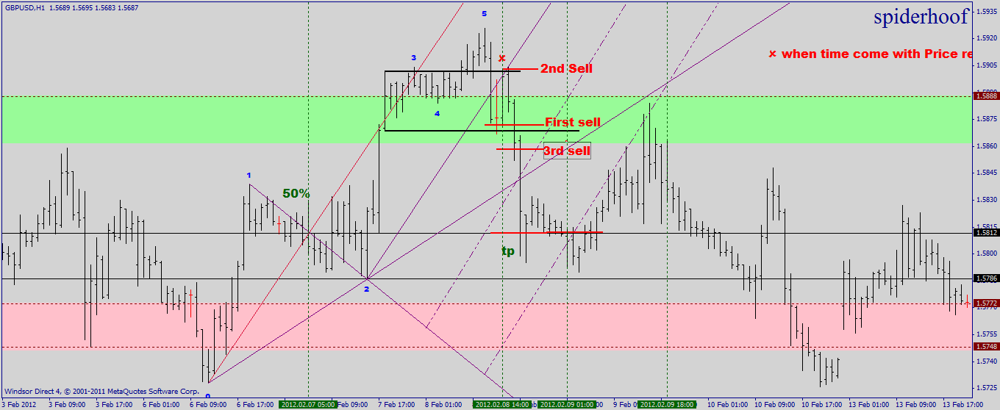 GBPUSD,H1 1.5689 1.5695 1.5683 1.5687
spiderhoof
1.5935
5
1.5920
3
x
x when time come with Price re
2nd Sell
1.5905
1.5888
4
First sell
1.5875
3rd sell
1.5860
1
1.5845
50%
1.5830
1.5815
1.5812
tp
1.5800
1.5786
2
1.5772
1.5755
1.5748
1.5740
1.5725
Windsor Direct 4, © 2001-2011 MetaQuotes Software Corp.
0
3 Feb 2012 3 Feb 09:00 3 Feb 17:00 6 Feb 01:00 6 Feb 09:00 6 Feb 17:00 2012.02.07 05:00 Feb 09:00 7 Feb 17:00 8 Feb 01:00 2012.02.08 14:00 2012.02.09 01:00 9 Feb 2012.02.09 18:00 10 Feb 01:00 10 Feb 09:00 10 Feb 17:00 13 Feb 01:00 13 Feb 09:00 13 Feb 17:00